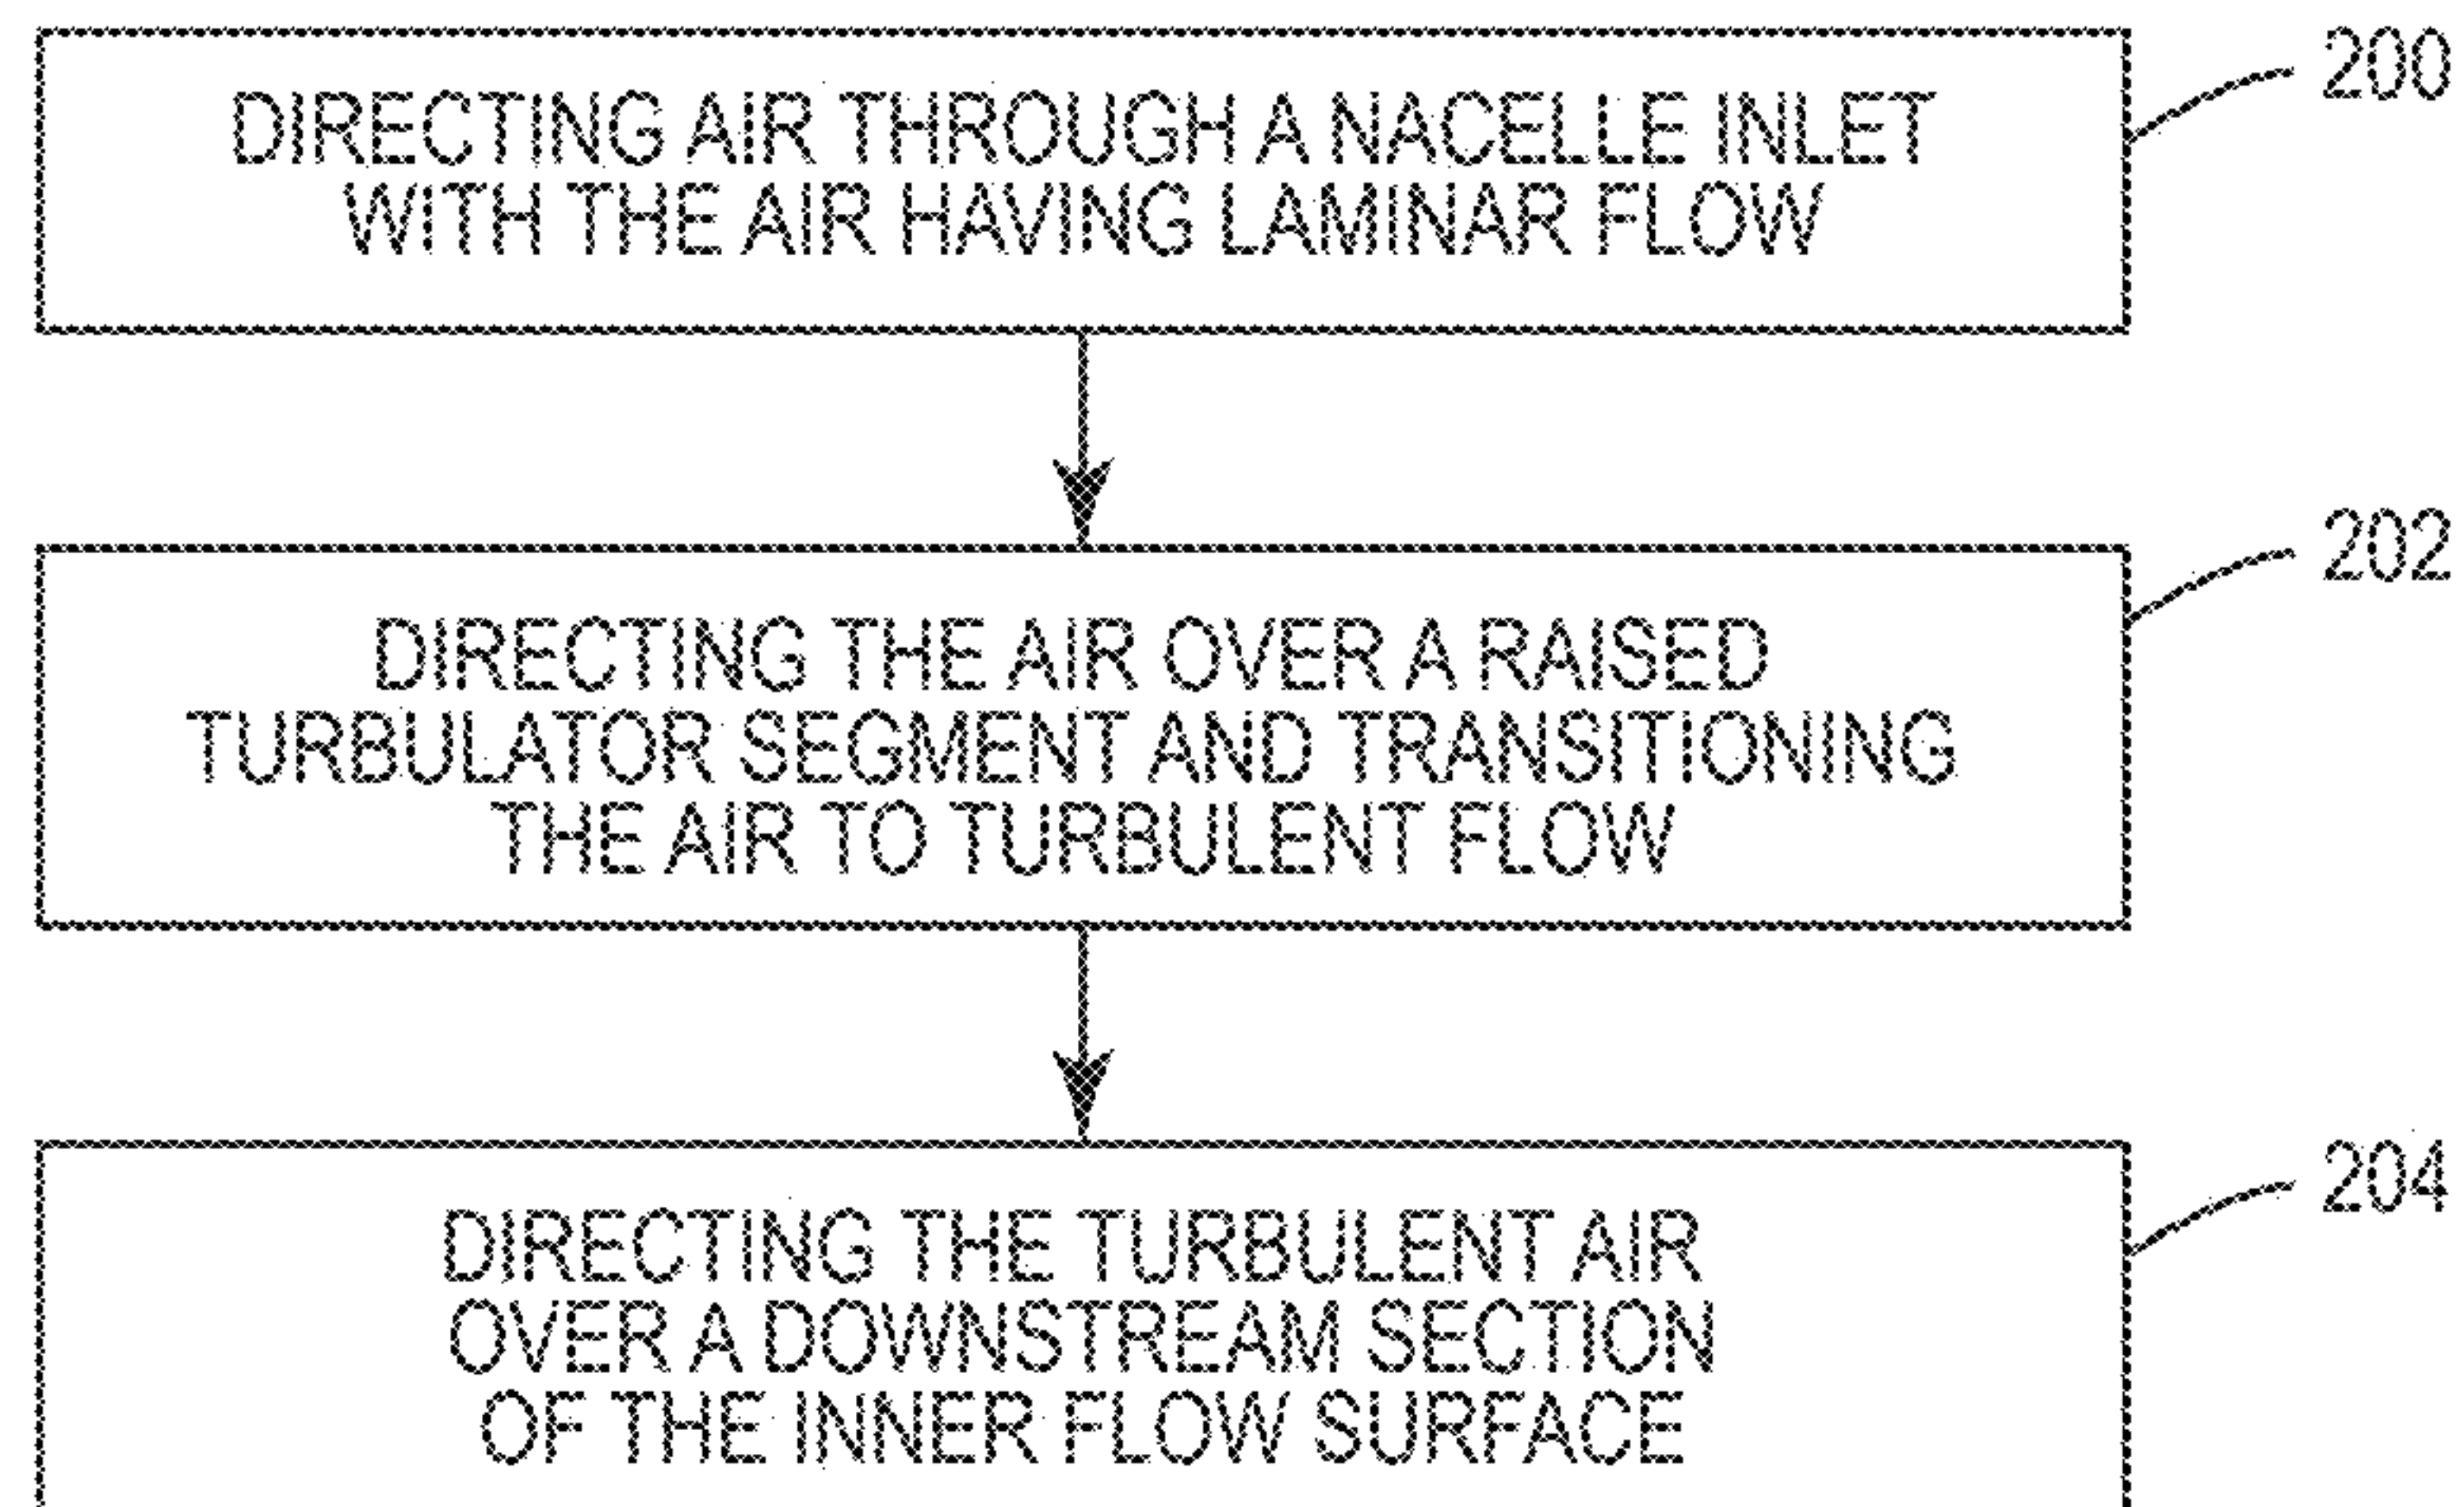 DIRECTING AIR THROUGH A NACELLE INLET
WITH THE AIR HAVING LAMINAR FLOW
200
DIRECTING THE AIR OVER A RAISED
TURBULATOR SEGMENT AND TRANSITIONING
THE AIR TO TURBULENT FLOW
202
DIRECTING THE TURBULENT AIR
OVER A DOWNSTREAM SECTION
OF THE INNER FLOW SURFACE
204